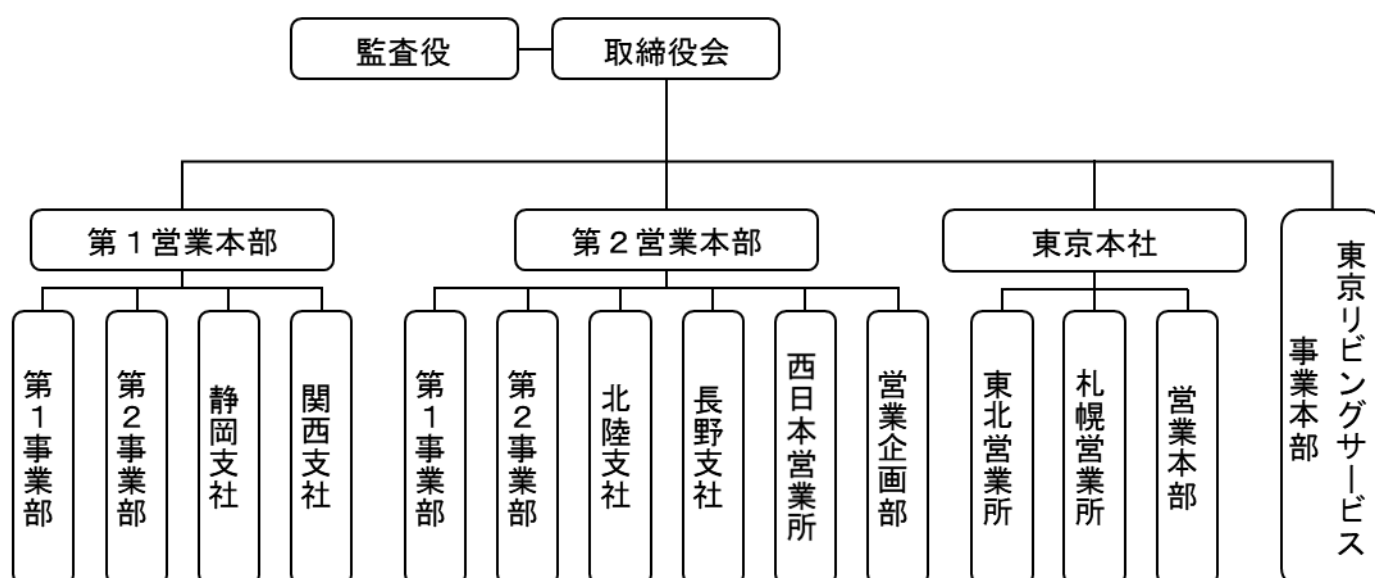 監査役
取締役会
第１営業本部
第２営業本部
東京本社
東京リビングサービス
事業本部
第１事業部
第２事業部
静岡支社
関西支社
第１事業部
第２事業部
北陸支社
長野支社
西日本営業所
営業企画部
東北営業所
札幌営業所
営業本部